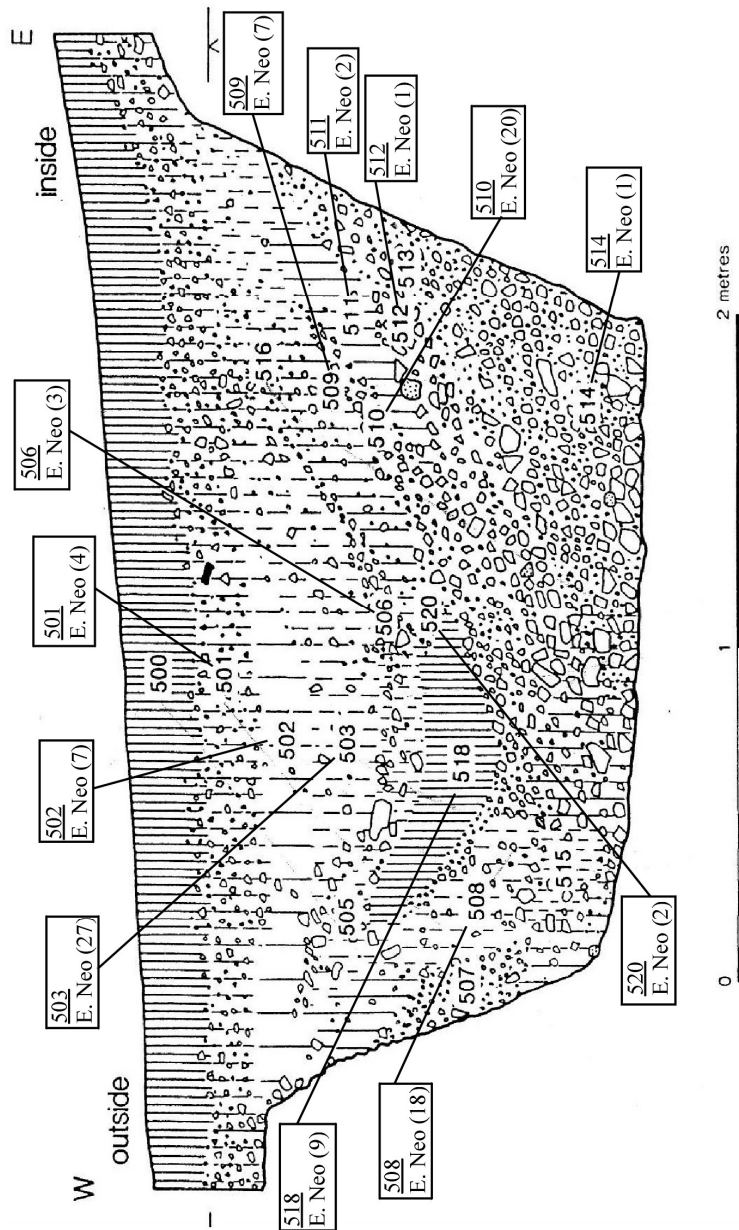 W
E
outside
inside
503
E. Neo (27)
502
E. Neo (7)
501
E. Neo (4)
506
E. Neo (3)
509
E. Neo (7)
511
E. Neo (2)
512
E. Neo (1)
510
E. Neo (20)
514
E. Neo (1)
520
E. Neo (2)
508
E. Neo (18)
518
E. Neo (9)
500
501
502
503
505
506
507
508
509
510
511
512
513
514
515
516
518
520
0
1
2 metres